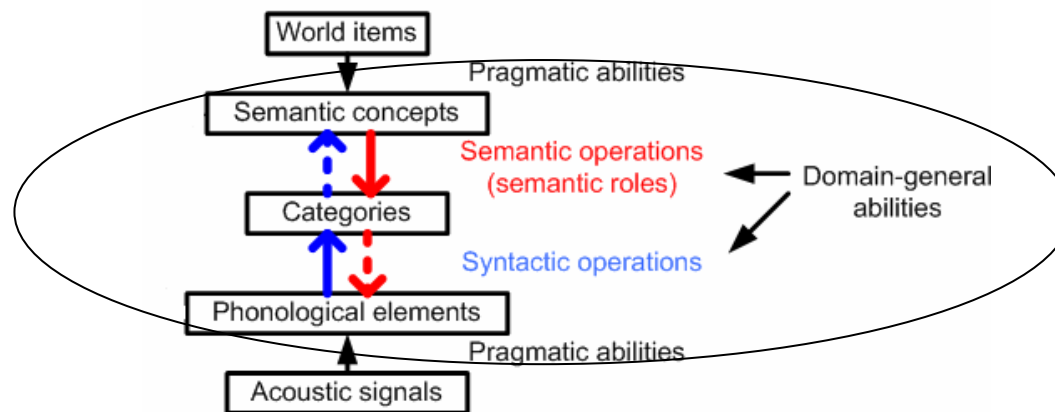 World items
Pragmatic abilities
Semantic concepts
Semantic operations
(semantic roles)
Domain-general
abilities
Categories
Syntactic operations
Phonological elements
Pragmatic abilities
Acoustic signals